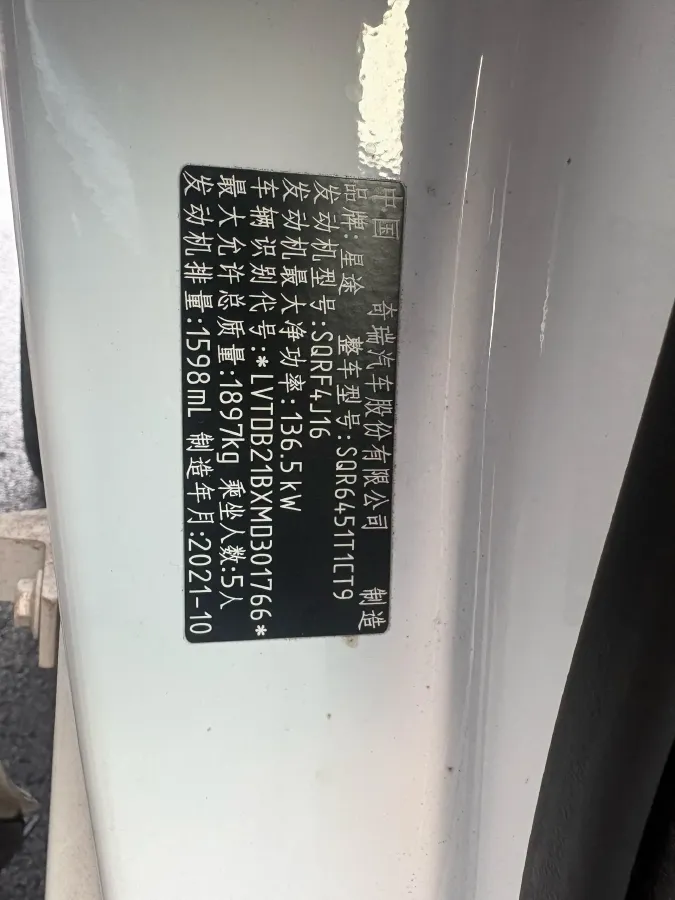 中国 奇瑞汽车股份有限公司 制造
品牌:星途 整车型号:SQR6451T1CT9
发动机型号:SQRF4J16
发动机最大净功率:136.5kW
车辆识别代号:*LVTDB21BXMD301766*
最大允许总质量:1897kg 乘坐人数:5人
发动机排量:1598mL 制造年月:2021-10